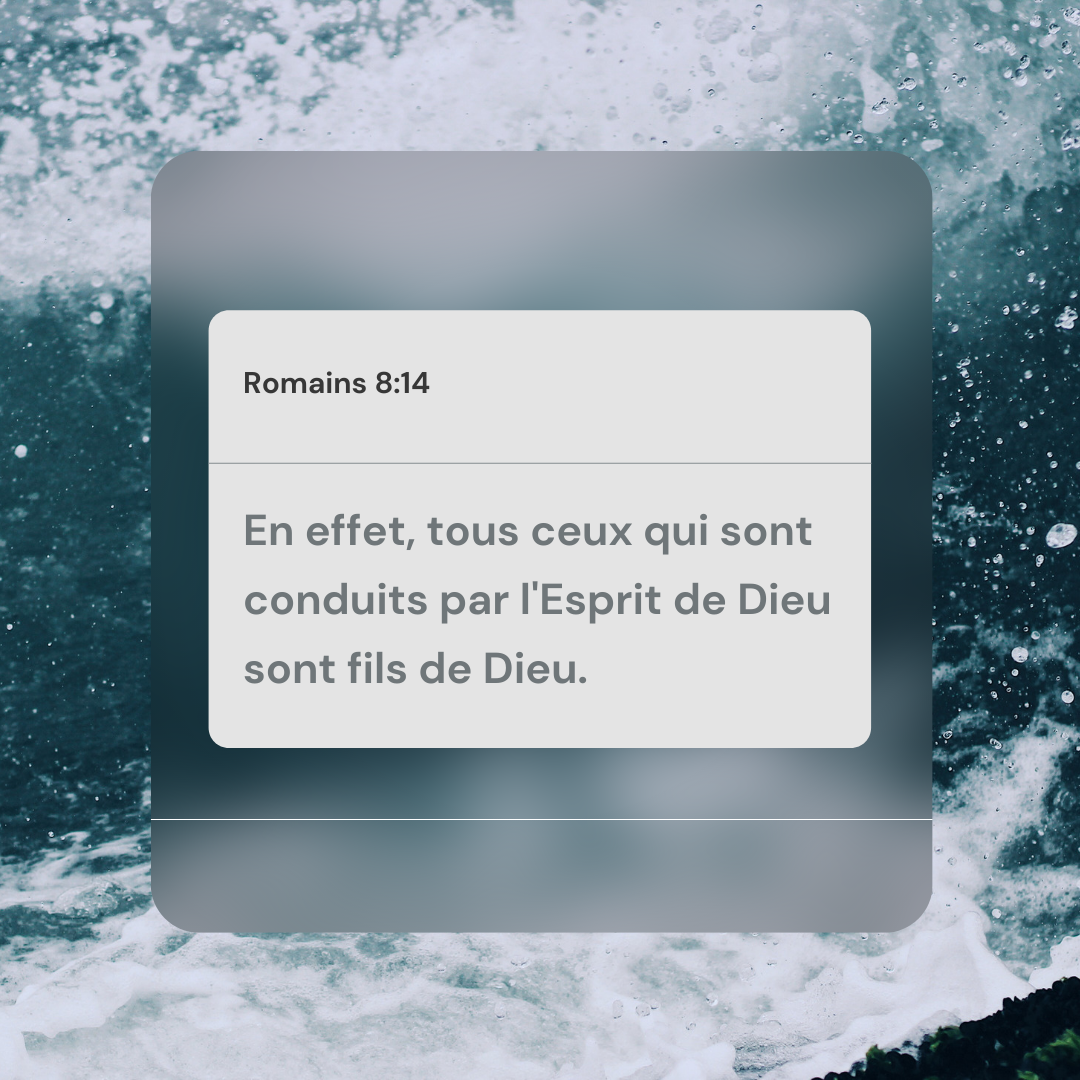 Romains 8:14
En effet, tous ceux qui sont
conduits par l'Esprit de Dieu
sont fils de Dieu.